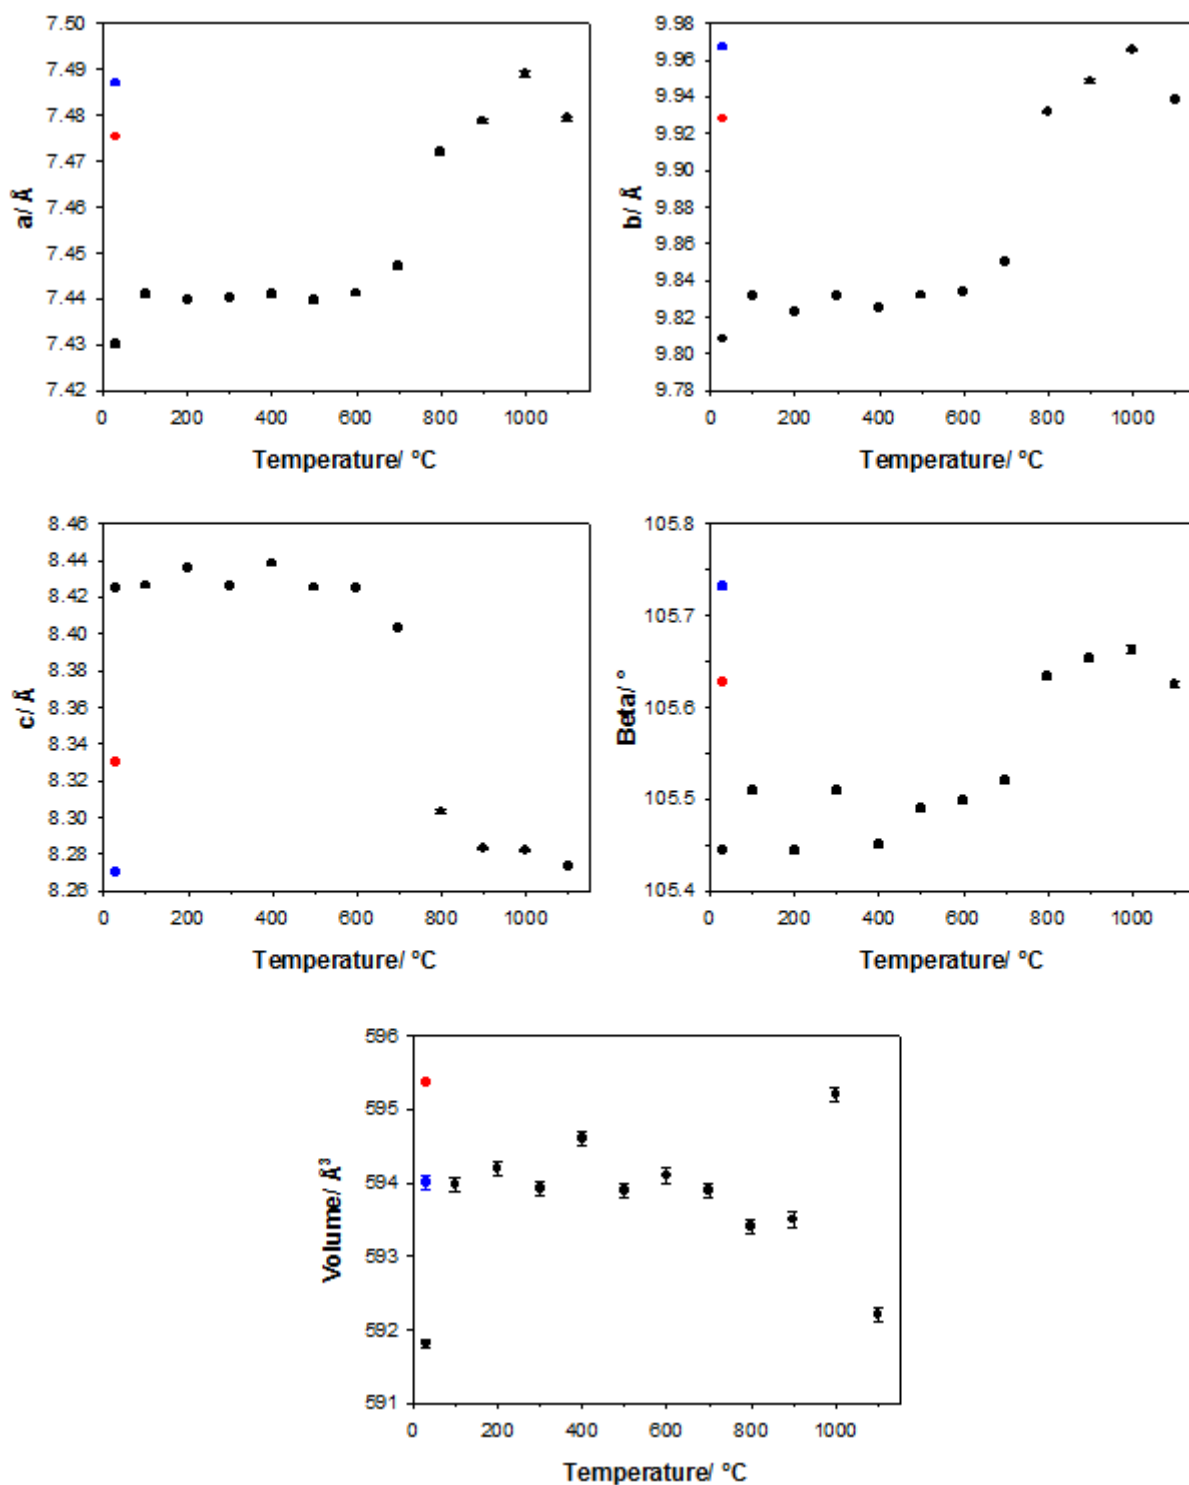 7.50
7.49
7.48
7.47
7.46
7.45
7.44
7.43
7.42
a/ Å
0 200 400 600 800 1000
Temperature/ °C
9.98
9.96
9.94
9.92
9.90
9.88
9.86
9.84
9.82
9.80
9.78
b/ Å
0 200 400 600 800 1000
Temperature/ °C
8.46
8.44
8.42
8.40
8.38
8.36
8.34
8.32
8.30
8.28
8.26
c/ Å
0 200 400 600 800 1000
Temperature/ °C
105.8
105.7
105.6
105.5
105.4
Beta/ °
0 200 400 600 800 1000
Temperature/ °C
596
595
594
593
592
591
Volume/ Å³
0 200 400 600 800 1000
Temperature/ °C